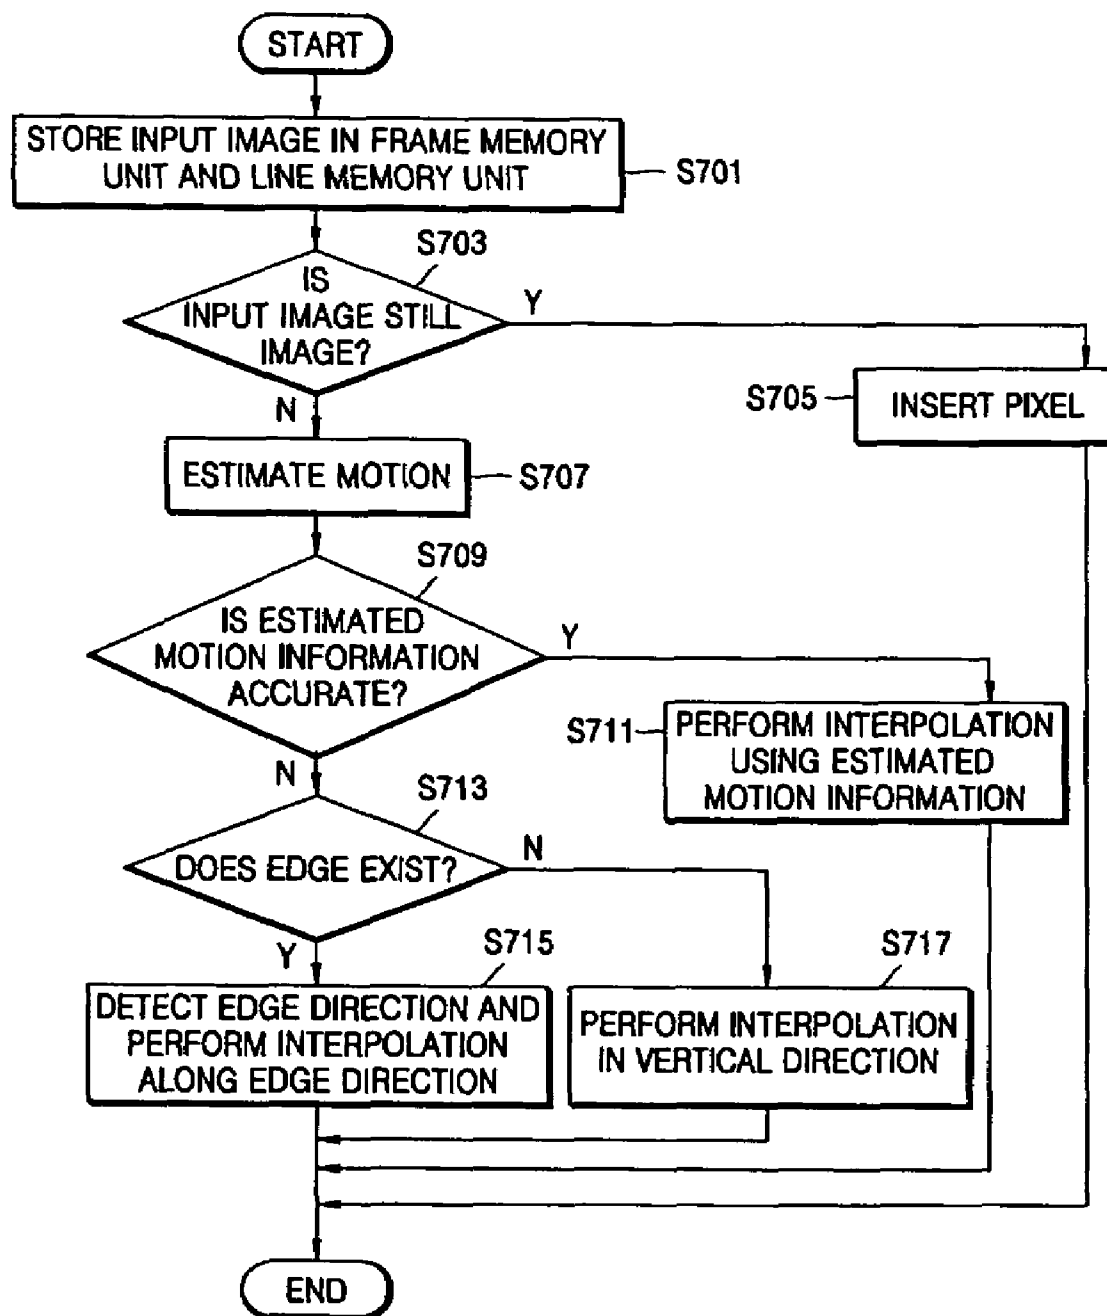 START
STORE INPUT IMAGE IN FRAME MEMORY
UNIT AND LINE MEMORY UNIT
S701
S703
IS
INPUT IMAGE STILL
IMAGE?
Y
N
S705
INSERT PIXEL
ESTIMATE MOTION
S707
S709
IS ESTIMATED
MOTION INFORMATION
ACCURATE?
Y
N
S711
PERFORM INTERPOLATION
USING ESTIMATED
MOTION INFORMATION
S713
DOES EDGE EXIST?
N
Y
S715
DETECT EDGE DIRECTION AND
PERFORM INTERPOLATION
ALONG EDGE DIRECTION
S717
PERFORM INTERPOLATION
IN VERTICAL DIRECTION
END